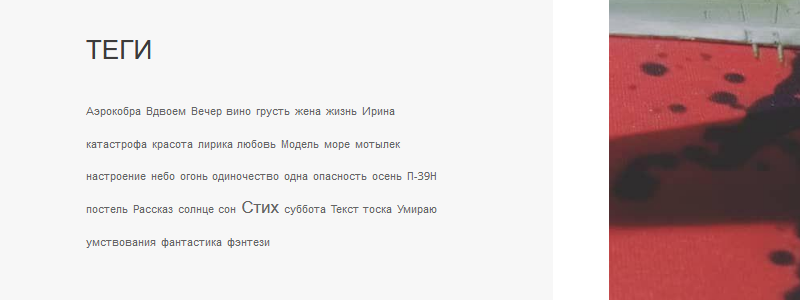 ТЕГИ
Аэрокобра Вдвоем Вечер вино грусть жена жизнь Ирина
катастрофа красота лирика любовь Модель море мотылек
настроение небо огонь одиночество одна опасность осень П-39Н
постель Рассказ солнце сон Стих суббота Текст тоска Умираю
умствования фантастика фэнтези